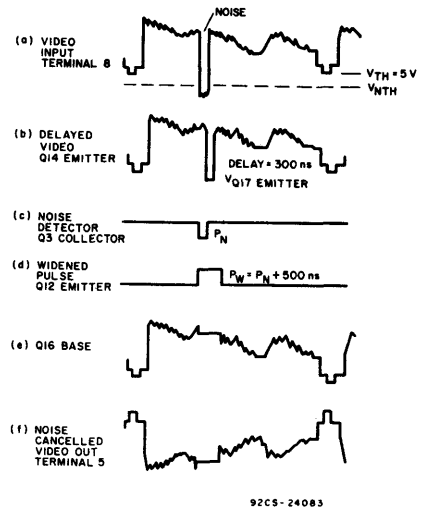 NOISE
(a) VIDEO
INPUT
TERMINAL 8
VTH = 5 V
VNTH
(b) DELAYED
VIDEO
Q14 EMITTER
DELAY = 300 ns
VQ17 EMITTER
(c) NOISE
DETECTOR
Q3 COLLECTOR
PN
(d) WIDENED
PULSE
Q12 EMITTER
PW = PN + 500 ns
(e) Q16 BASE
(f) NOISE
CANCELLED
VIDEO OUT
TERMINAL 5
92CS-24083